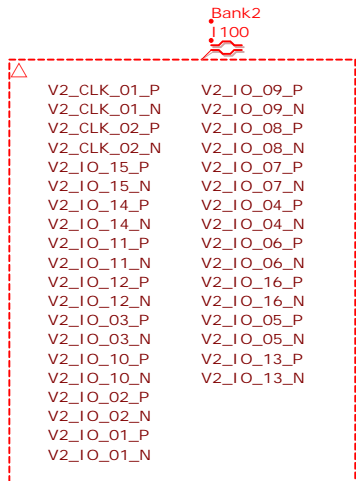 Bank2
I100
V2_CLK_01_P
V2_CLK_01_N
V2_CLK_02_P
V2_CLK_02_N
V2_IO_15_P
V2_IO_15_N
V2_IO_14_P
V2_IO_14_N
V2_IO_11_P
V2_IO_11_N
V2_IO_12_P
V2_IO_12_N
V2_IO_03_P
V2_IO_03_N
V2_IO_10_P
V2_IO_10_N
V2_IO_02_P
V2_IO_02_N
V2_IO_01_P
V2_IO_01_N
V2_IO_09_P
V2_IO_09_N
V2_IO_08_P
V2_IO_08_N
V2_IO_07_P
V2_IO_07_N
V2_IO_04_P
V2_IO_04_N
V2_IO_06_P
V2_IO_06_N
V2_IO_16_P
V2_IO_16_N
V2_IO_05_P
V2_IO_05_N
V2_IO_13_P
V2_IO_13_N